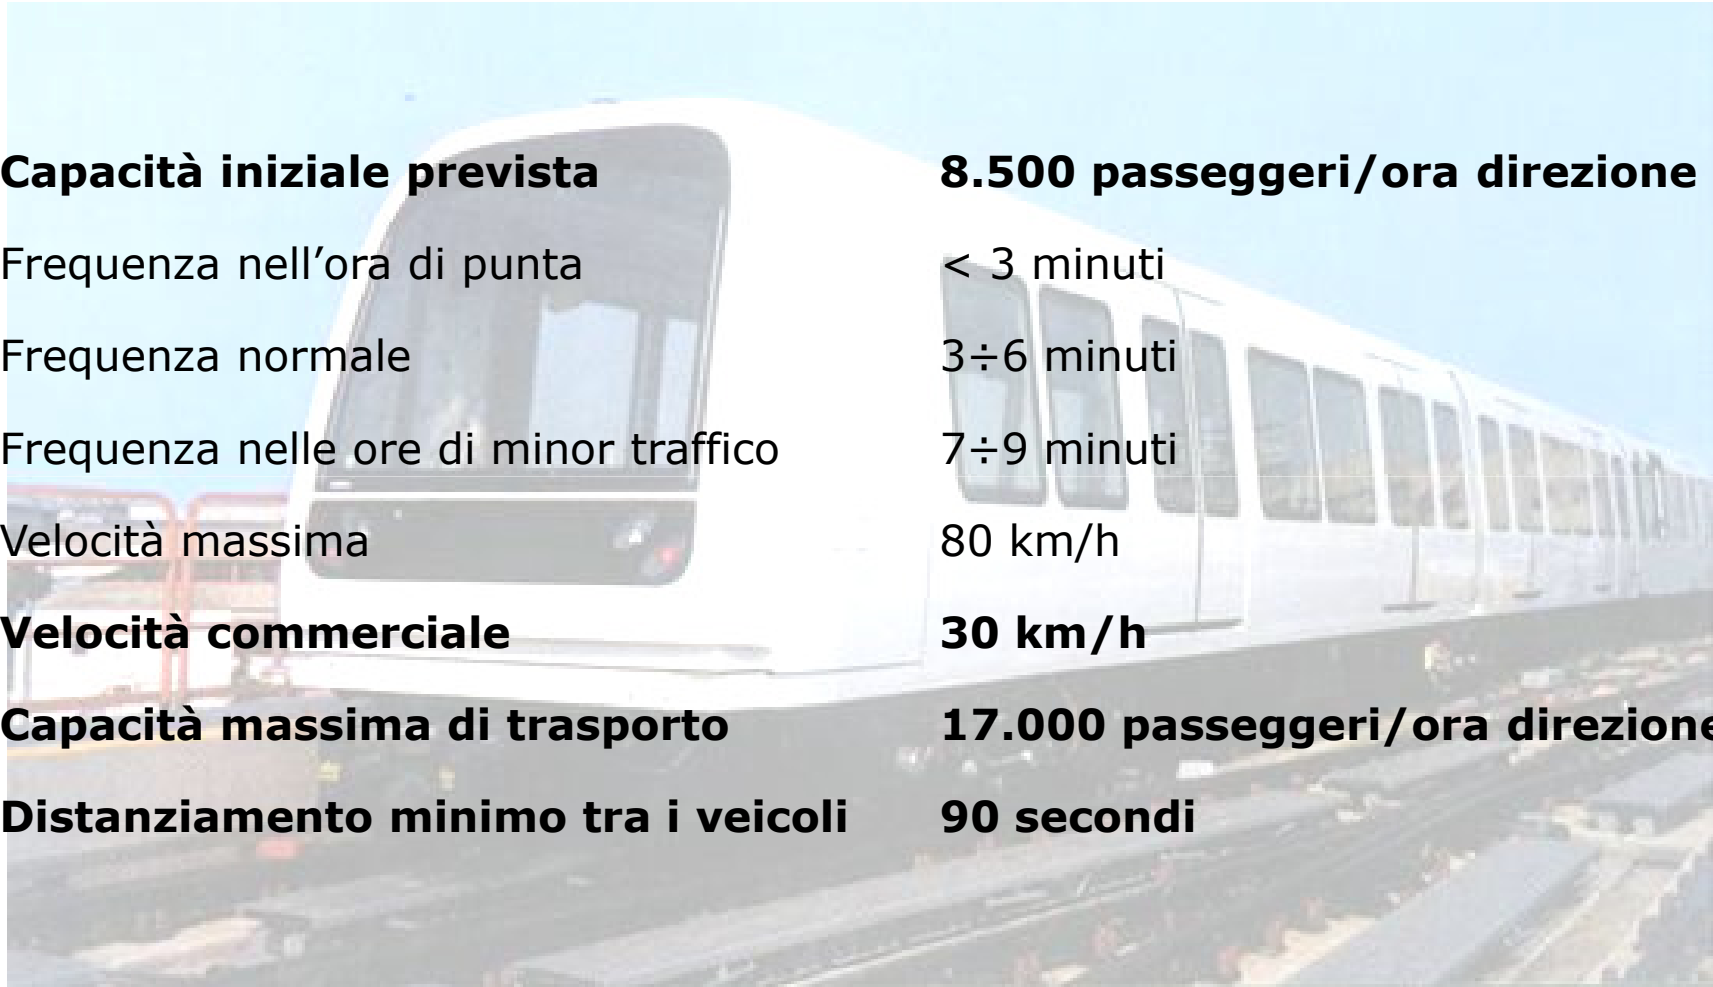 Capacità iniziale prevista 8.500 passeggeri/ora direzione
Frequenza nell’ora di punta < 3 minuti
Frequenza normale 3÷6 minuti
Frequenza nelle ore di minor traffico 7÷9 minuti
Velocità massima 80 km/h
Velocità commerciale 30 km/h
Capacità massima di trasporto 17.000 passeggeri/ora direzione
Distanziamento minimo tra i veicoli 90 secondi